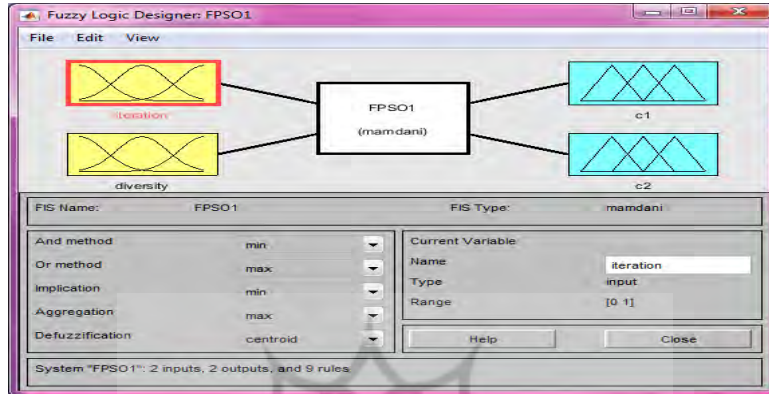 Fuzzy Logic Designer: FPSO1
File Edit View
iteration
FPSO1
(mamdani)
c1
diversity
c2
FIS Name: FPSO1 FIS Type: mamdani
And method min
Or method max
Implication min
Aggregation max
Defuzzification centroid
Current Variable
Name iteration
Type input
Range [0 1]
Help Close
System "FPSO1": 2 inputs, 2 outputs, and 9 rules